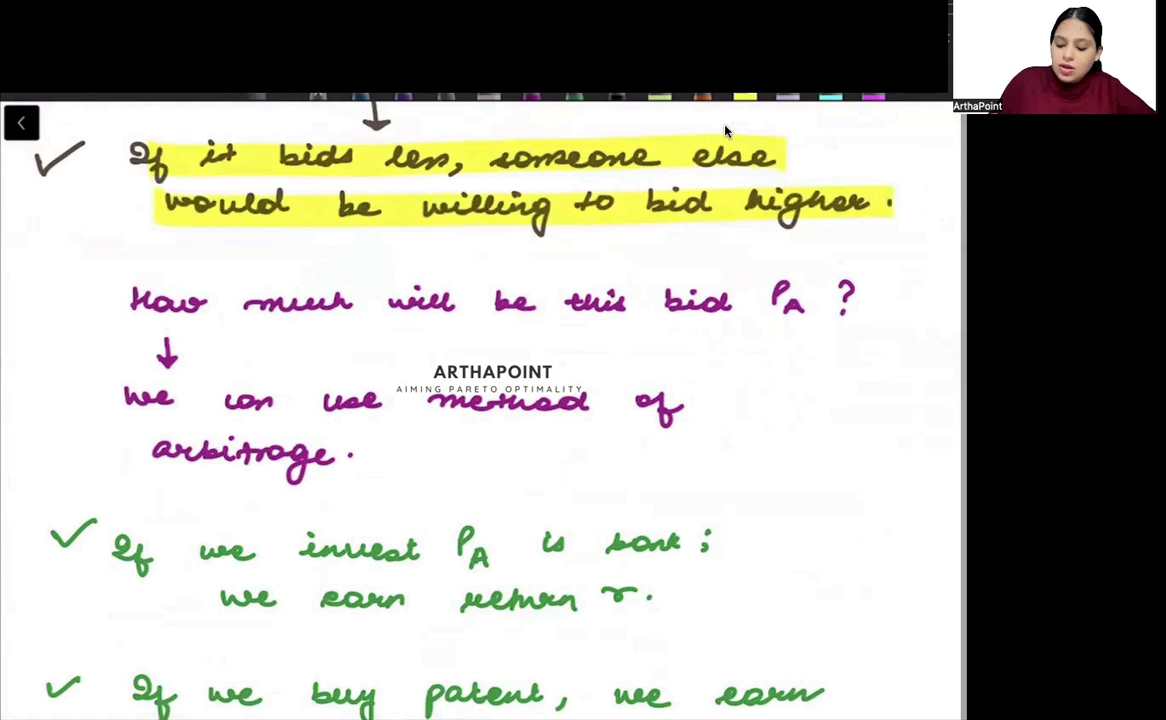 ArthaPoint
If it bids less, someone else
would be willing to bid higher.
How much will be this bid PA ?
ARTHAPOINT
AIMING PARETO OPTIMALITY
We can use method of
arbitrage.
If we invest PA is bank ;
we earn return r.
If we buy patent, we earn